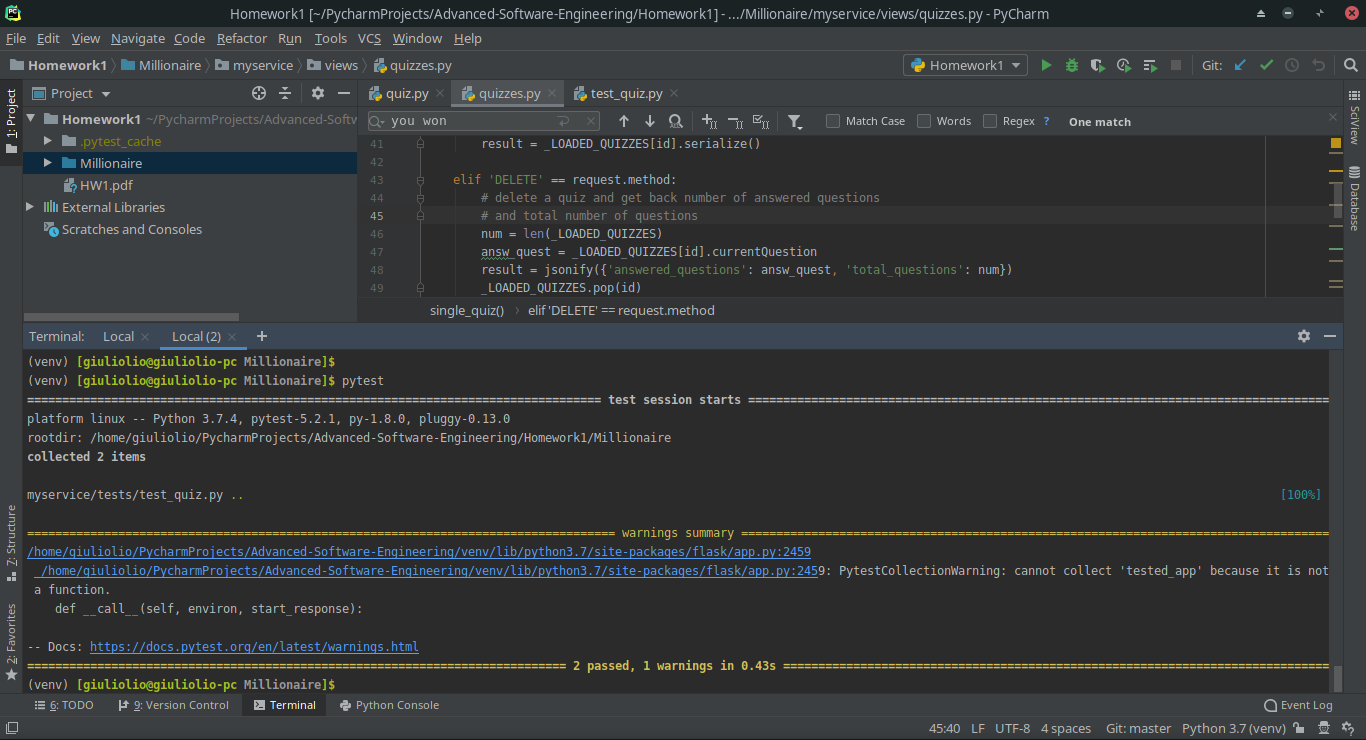 Homework1 [~/PycharmProjects/Advanced-Software-Engineering/Homework1] - .../Millionaire/myservice/views/quizzes.py - PyCharm
File Edit View Navigate Code Refactor Run Tools VCS Window Help
Homework1 Millionaire myservice views quizzes.py Homework1 Git:
1: Project
Project
quiz.py quizzes.py test_quiz.py
Homework1 ~/PycharmProjects/Advanced-Softw
.pytest_cache
Millionaire
HW1.pdf
External Libraries
Scratches and Consoles
you won Match Case Words Regex ? One match
41 result = _LOADED_QUIZZES[id].serialize()
42
43 elif 'DELETE' == request.method:
44 # delete a quiz and get back number of answered questions
45 # and total number of questions
46 num = len(_LOADED_QUIZZES)
47 answ_quest = _LOADED_QUIZZES[id].currentQuestion
48 result = jsonify({'answered_questions': answ_quest, 'total_questions': num})
49 _LOADED_QUIZZES.pop(id)
single_quiz() elif 'DELETE' == request.method
SciView
Database
Terminal: Local Local (2) +
(venv) [giuliolio@giuliolio-pc Millionaire]$
(venv) [giuliolio@giuliolio-pc Millionaire]$ pytest
test session starts
platform linux -- Python 3.7.4, pytest-5.2.1, py-1.8.0, pluggy-0.13.0
rootdir: /home/giuliolio/PycharmProjects/Advanced-Software-Engineering/Homework1/Millionaire
collected 2 items
myservice/tests/test_quiz.py .. [100%]
warnings summary
/home/giuliolio/PycharmProjects/Advanced-Software-Engineering/venv/lib/python3.7/site-packages/flask/app.py:2459
/home/giuliolio/PycharmProjects/Advanced-Software-Engineering/venv/lib/python3.7/site-packages/flask/app.py:2459: PytestCollectionWarning: cannot collect 'tested_app' because it is not
a function.
def __call__(self, environ, start_response):
-- Docs: https://docs.pytest.org/en/latest/warnings.html
2 passed, 1 warnings in 0.43s
(venv) [giuliolio@giuliolio-pc Millionaire]$
7: Structure
2: Favorites
6: TODO 9: Version Control Terminal Python Console Event Log
45:40 LF UTF-8 4 spaces Git: master Python 3.7 (venv)